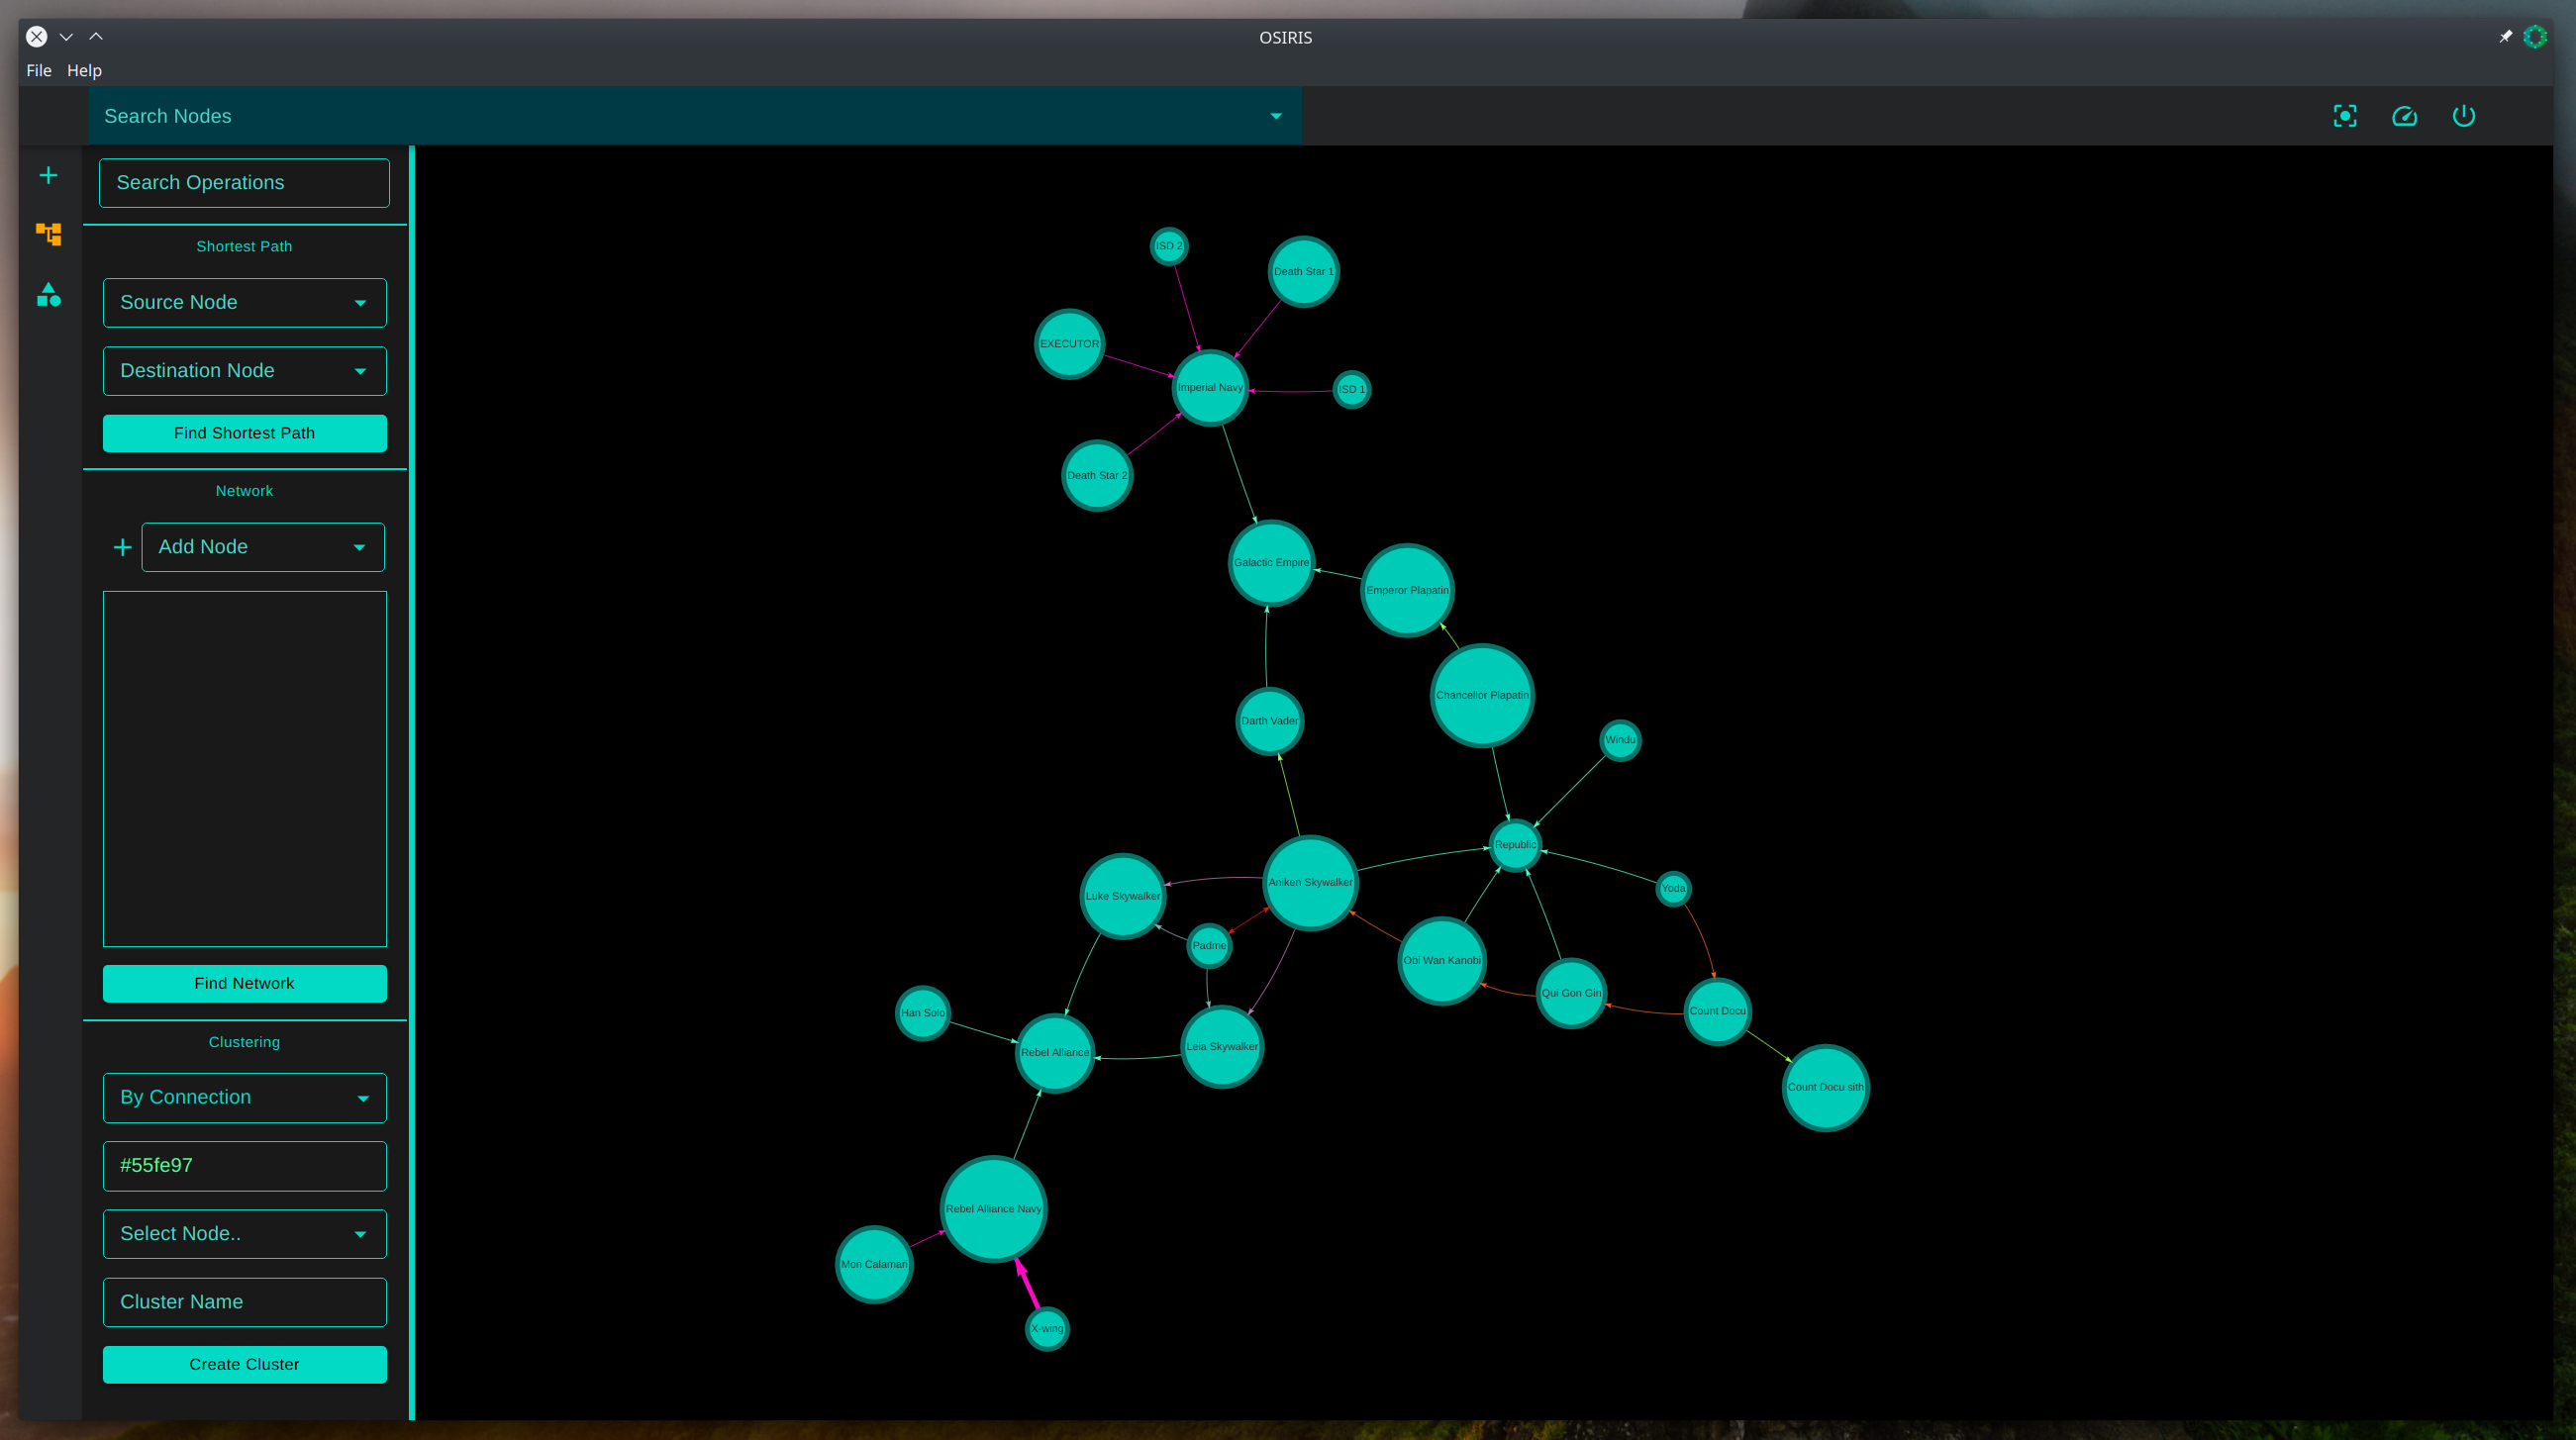 OSIRIS
File Help
Search Nodes
Search Operations
Shortest Path
Source Node
Destination Node
Find Shortest Path
Network
Add Node
Find Network
Clustering
By Connection
#55fe97
Select Node..
Cluster Name
Create Cluster
ISD 2
Death Star 1
EXECUTOR
Imperial Navy
ISD 1
Death Star 2
Galactic Empire
Emperor Plapatin
Chancellor Plapatin
Darth Vader
Windu
Republic
Aniken Skywalker
Yoda
Luke Skywalker
Padme
Obi Wan Kanobi
Qui Gon Gin
Count Docu
Han Solo
Leia Skywalker
Rebel Alliance
Count Docu sith
Rebel Alliance Navy
Mon Calamari
X-wing